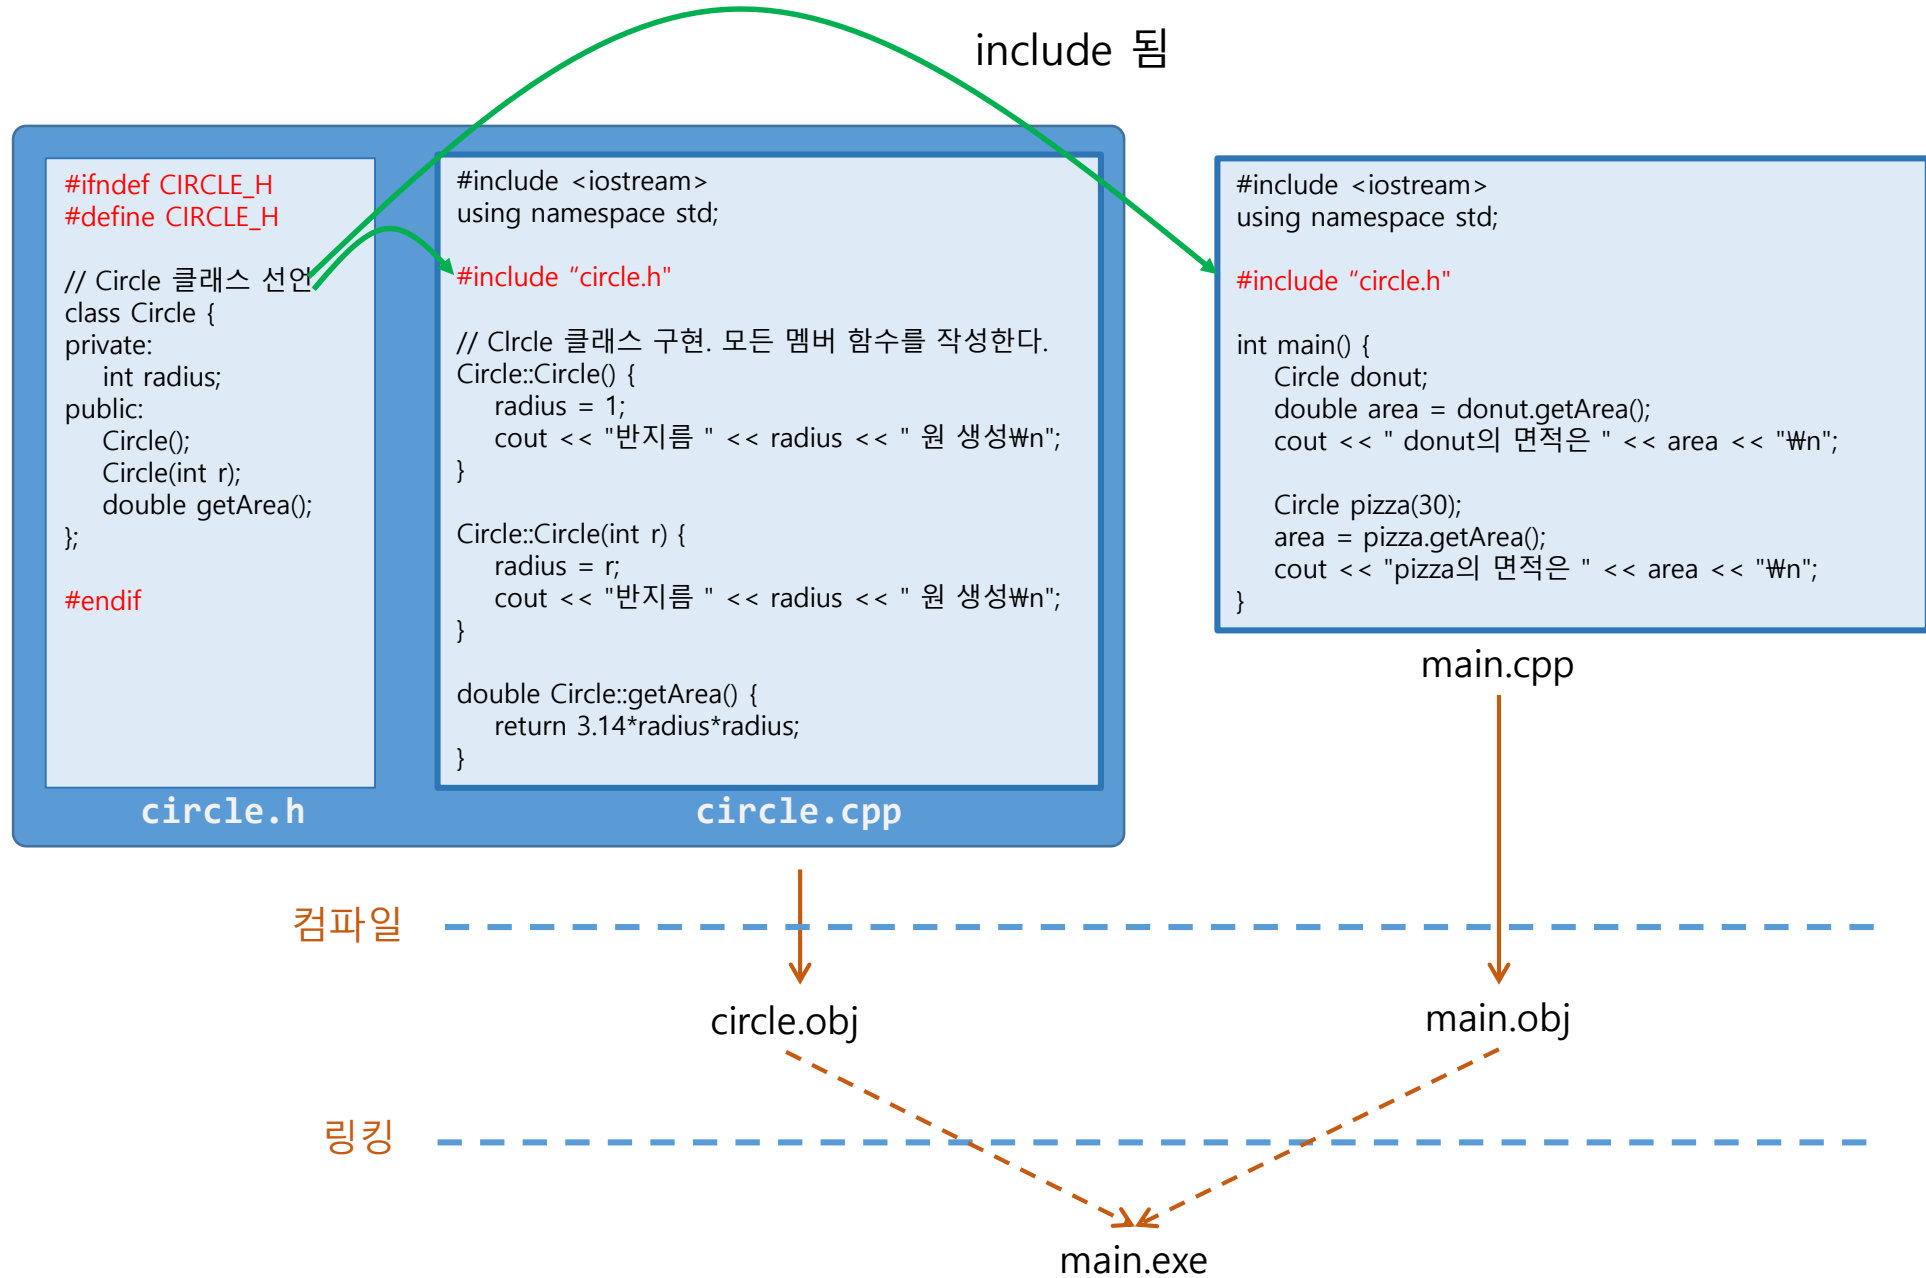 include 됨
#ifndef CIRCLE_H
#define CIRCLE_H
// Circle 클래스 선언
class Circle {
private:
int radius;
public:
Circle();
Circle(int r);
double getArea();
};
#endif
circle.h
#include <iostream>
using namespace std;
#include “circle.h"
// CIrcle 클래스 구현. 모든 멤버 함수를 작성한다.
Circle::Circle() {
radius = 1;
cout << "반지름 " << radius << " 원 생성₩n";
}
Circle::Circle(int r) {
radius = r;
cout << "반지름 " << radius << " 원 생성₩n";
}
double Circle::getArea() {
return 3.14*radius*radius;
}
circle.cpp
#include <iostream>
using namespace std;
#include “circle.h"
int main() {
Circle donut;
double area = donut.getArea();
cout << " donut의 면적은 " << area << "₩n";
Circle pizza(30);
area = pizza.getArea();
cout << "pizza의 면적은 " << area << "₩n";
}
main.cpp
컴파일
circle.obj
main.obj
링킹
main.exe